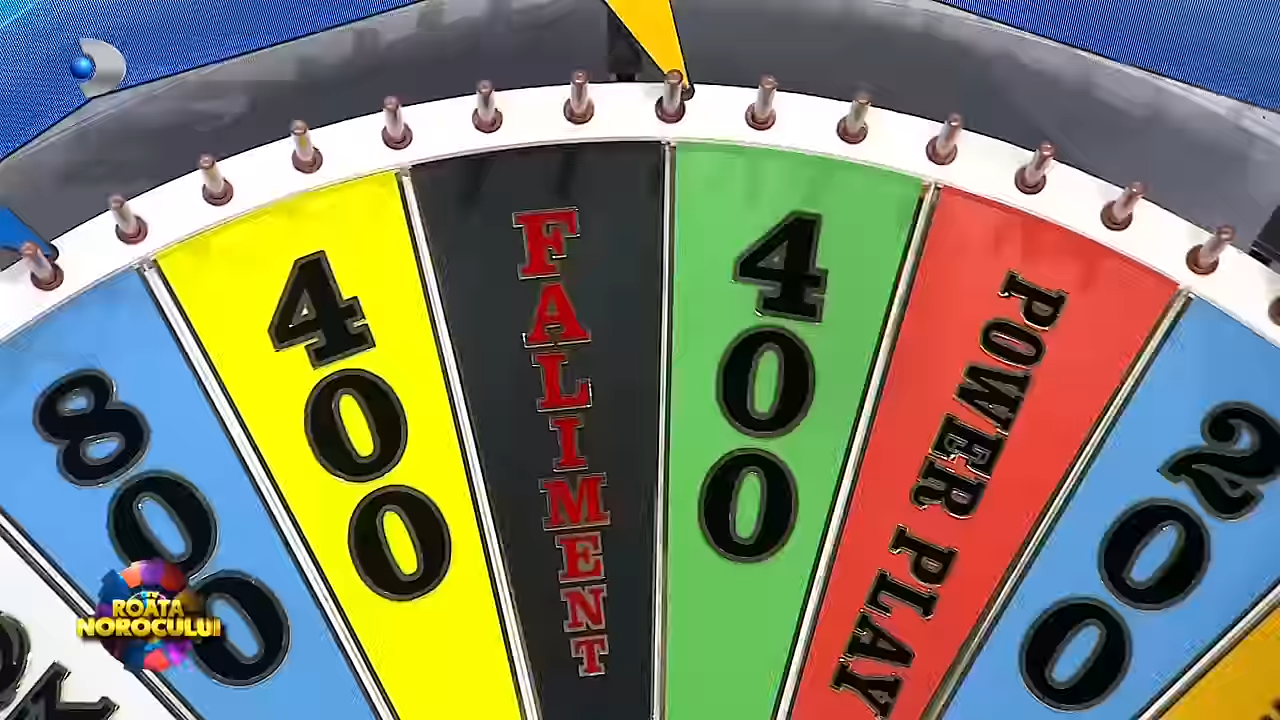 800
400
FALIMENT
400
POWER PLAY
200
ROATA
NOROCULUI